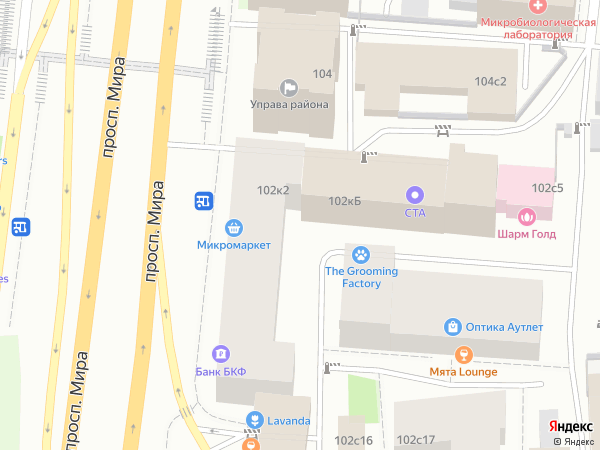 Микробиологическая
лаборатория
104
104с2
Управа района
просп. Мира
102к2
102кБ
СТА
102с5
Шарм Голд
просп. Мира
Микромаркет
The Grooming
Factory
Оптика Аутлет
Банк БКФ
Мята Lounge
просп. Мира
Lavanda
102с16
102с17
Яндекс
© Яндекс